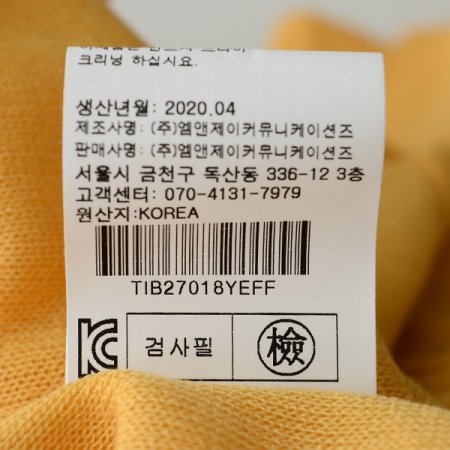 크리닝 하십시요.
생산년월: 2020.04
제조사명: (주)엠앤제이커뮤니케이션즈
판매사명: (주)엠앤제이커뮤니케이션즈
서울시 금천구 독산동 336-12 3층
고객센터: 070-4131-7979
원산지:KOREA
TIB27018YEFF
KC 검사필 檢